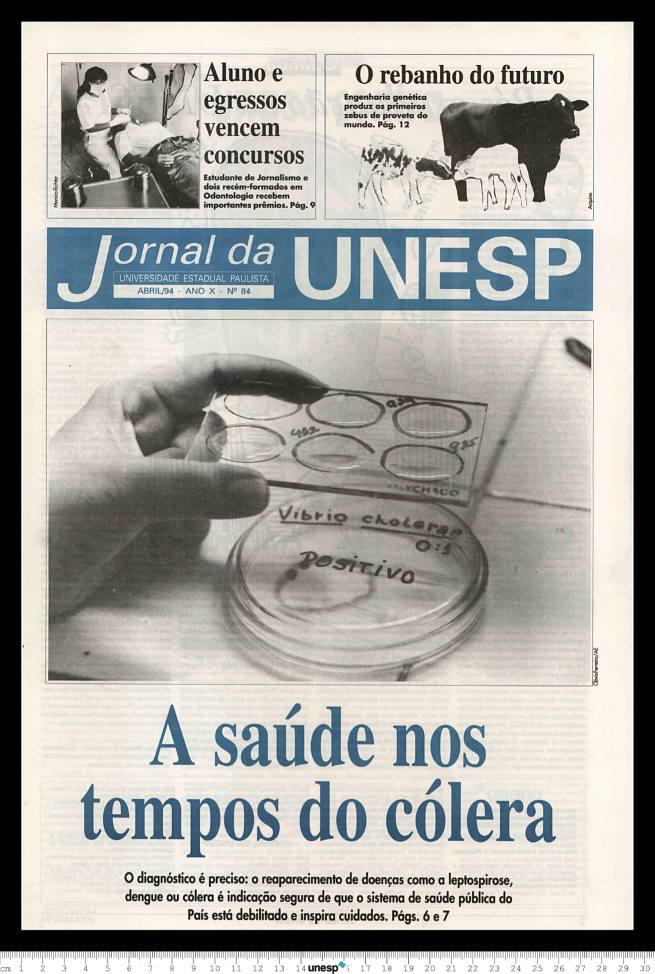 Aluno e
egressos
vencem
concursos
Estudante de Jornalismo e
dois recém-formados em
Odontologia recebem
importantes prêmios. Pág. 9
O rebanho do futuro
Engenharia genética
produz os primeiros
zebus de proveta do
mundo. Pág. 12
Arquivo
Jornal da UNESP
UNIVERSIDADE ESTADUAL PAULISTA
ABRIL/94 - ANO X - Nº 84
Vibrio cholerae
0:1
POSITIVO
A saúde nos
tempos do cólera
O diagnóstico é preciso: o reaparecimento de doenças como a leptospirose,
dengue ou cólera é indicação segura de que o sistema de saúde pública do
País está debilitado e inspira cuidados. Págs. 6 e 7
cm 1 2 3 4 5 6 7 8 9 10 11 12 13 14 unesp 17 18 19 20 21 22 23 24 25 26 27 28 29 30